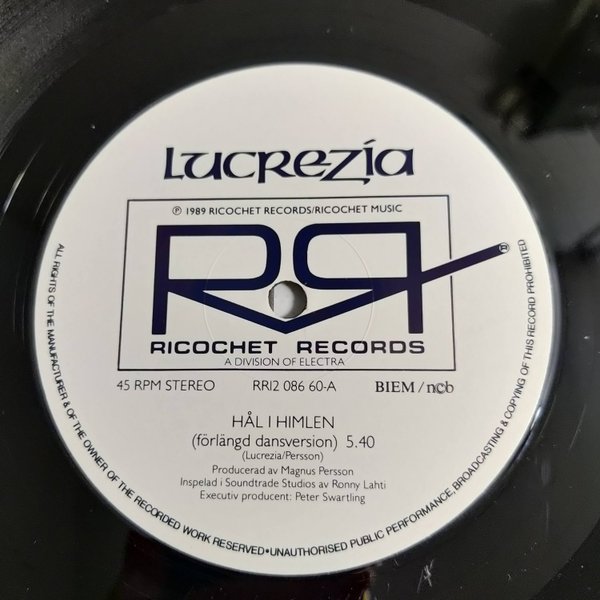 LUCREZIA
℗ 1989 RICOCHET RECORDS/RICOCHET MUSIC
RR ®
RICOCHET RECORDS
A DIVISION OF ELECTRA
45 RPM STEREO RR12 086 60-A BIEM/ncb
HÅL I HIMLEN
(förlängd dansversion) 5.40
(Lucrezia/Persson)
Producerad av Magnus Persson
Inspelad i Soundtrade Studios av Ronny Lahti
Executiv producent: Peter Swartling
ALL RIGHTS OF THE MANUFACTURER & OF THE OWNER OF THE RECORDED WORK RESERVED•UNAUTHORISED PUBLIC PERFORMANCE, BROADCASTING & COPYING OF THIS RECORD PROHIBITED